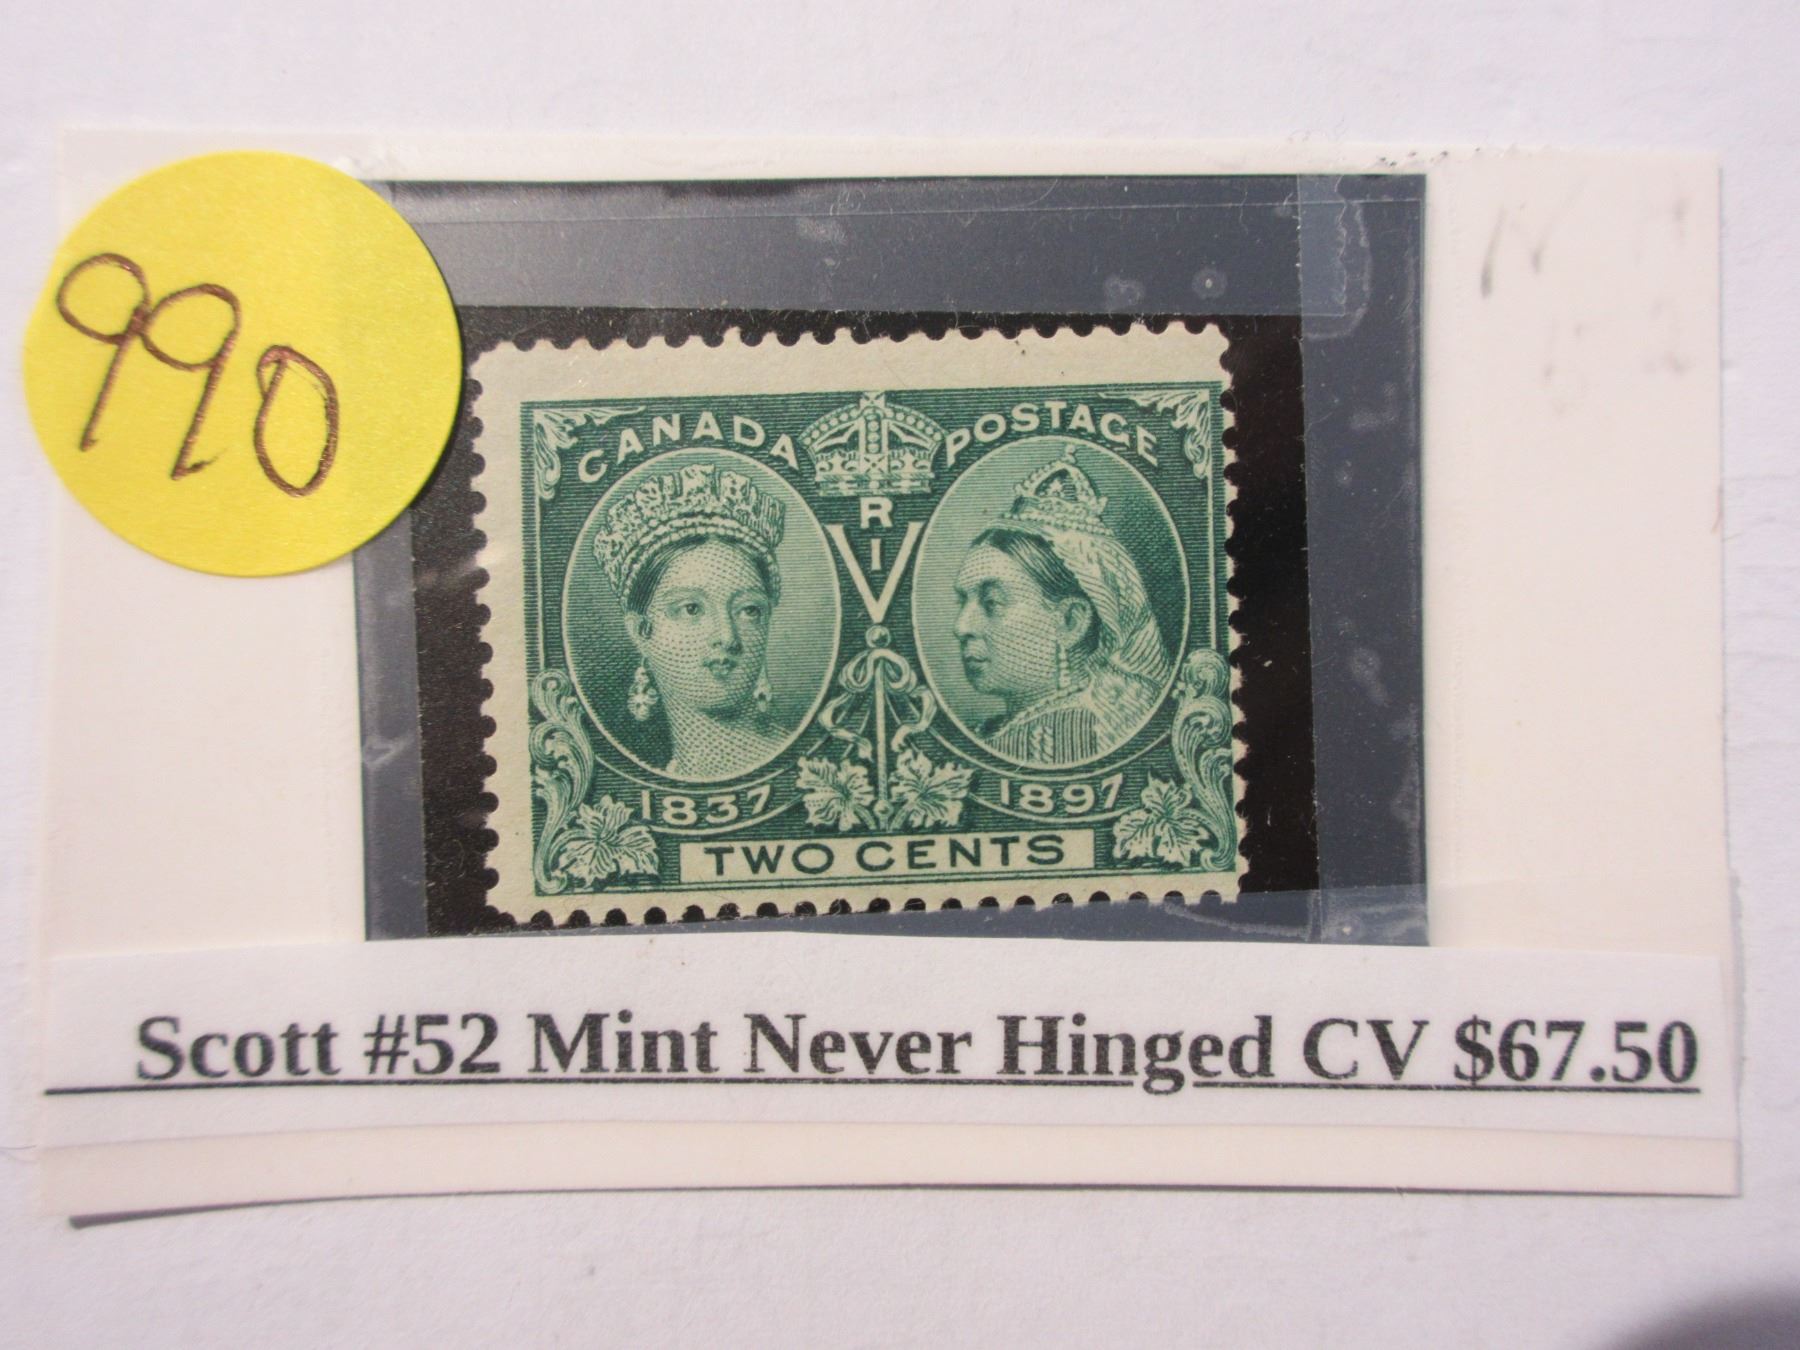 990
CANADA POSTAGE
R
I
V
1837 1897
TWO CENTS
Scott #52 Mint Never Hinged CV $67.50